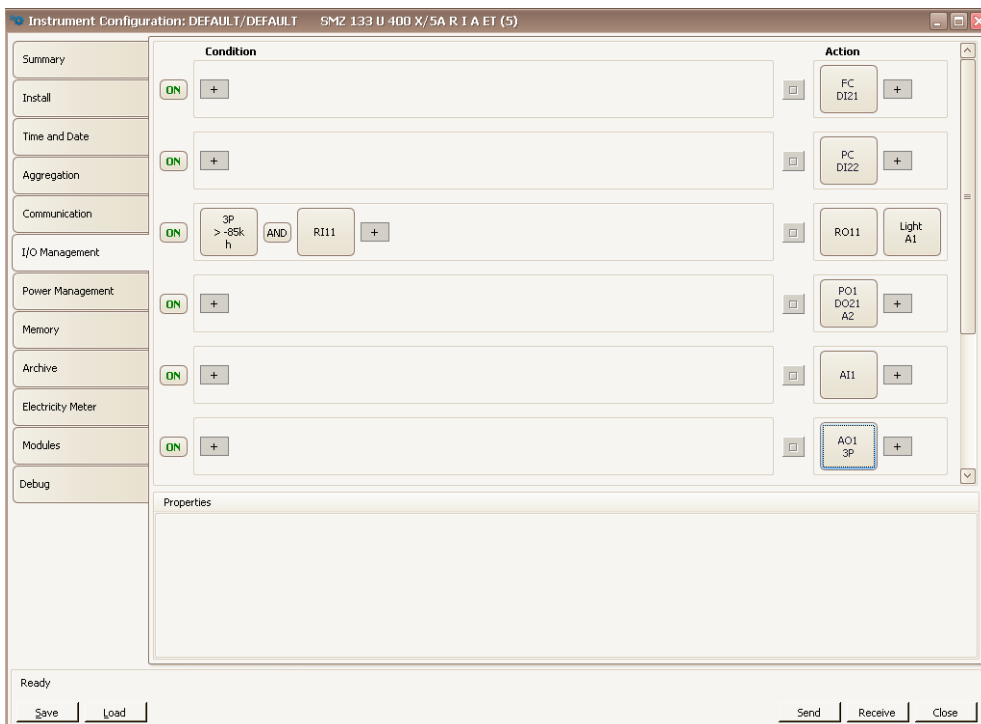 Instrument Configuration: DEFAULT/DEFAULT SMZ 133 U 400 X/5A R I A ET (5)
Summary
Install
Time and Date
Aggregation
Communication
I/O Management
Power Management
Memory
Archive
Electricity Meter
Modules
Debug
Condition Action
ON + FC
DI21 +
ON + PC
DI22 +
ON 3P
> -85k
h AND RI11 + RO11 Light
A1
ON + PO1
DO21
A2 +
ON + AI1 +
ON + AO1
3P +
Properties
Ready
Save Load Send Receive Close